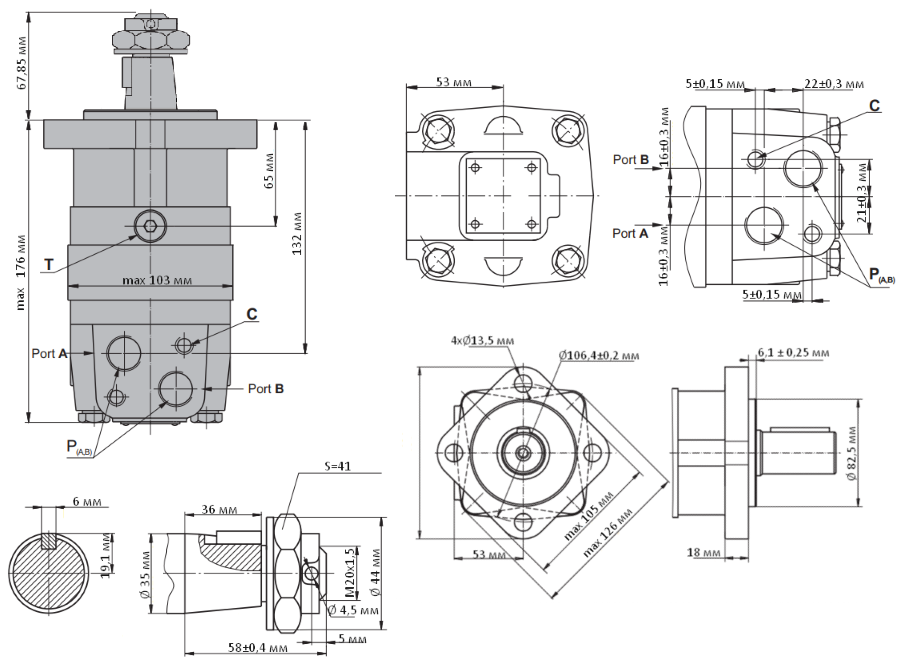 67,85 мм
max 176 мм
65 мм
132 мм
T
max 103 мм
C
Port A
Port B
P(A,B)
53 мм
5±0,15 мм
22±0,3 мм
C
16±0,3 мм
Port B
Port A
16±0,3 мм
21±0,3 мм
P(A,B)
5±0,15 мм
4xØ13,5 мм
Ø106,4±0,2 мм
6,1 ± 0,25 мм
Ø 82,5 мм
max 105 мм
max 126 мм
53 мм
18 мм
S=41
6 мм
19,1 мм
36 мм
Ø 35 мм
M20x1,5
Ø 44 мм
Ø 4,5 мм
5 мм
58±0,4 мм